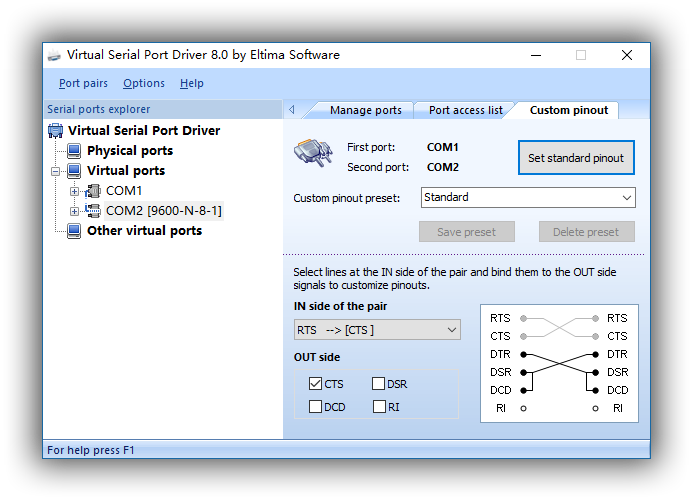 Virtual Serial Port Driver 8.0 by Eltima Software
Port pairs Options Help
Serial ports explorer
Virtual Serial Port Driver
Physical ports
Virtual ports
COM1
COM2 [9600-N-8-1]
Other virtual ports
Manage ports Port access list Custom pinout
First port: COM1
Second port: COM2
Set standard pinout
Custom pinout preset: Standard
Save preset Delete preset
Select lines at the IN side of the pair and bind them to the OUT side
signals to customize pinouts.
IN side of the pair
RTS --> [CTS ]
OUT side
CTS DSR
DCD RI
RTS RTS
CTS CTS
DTR DTR
DSR DSR
DCD DCD
RI RI
For help press F1